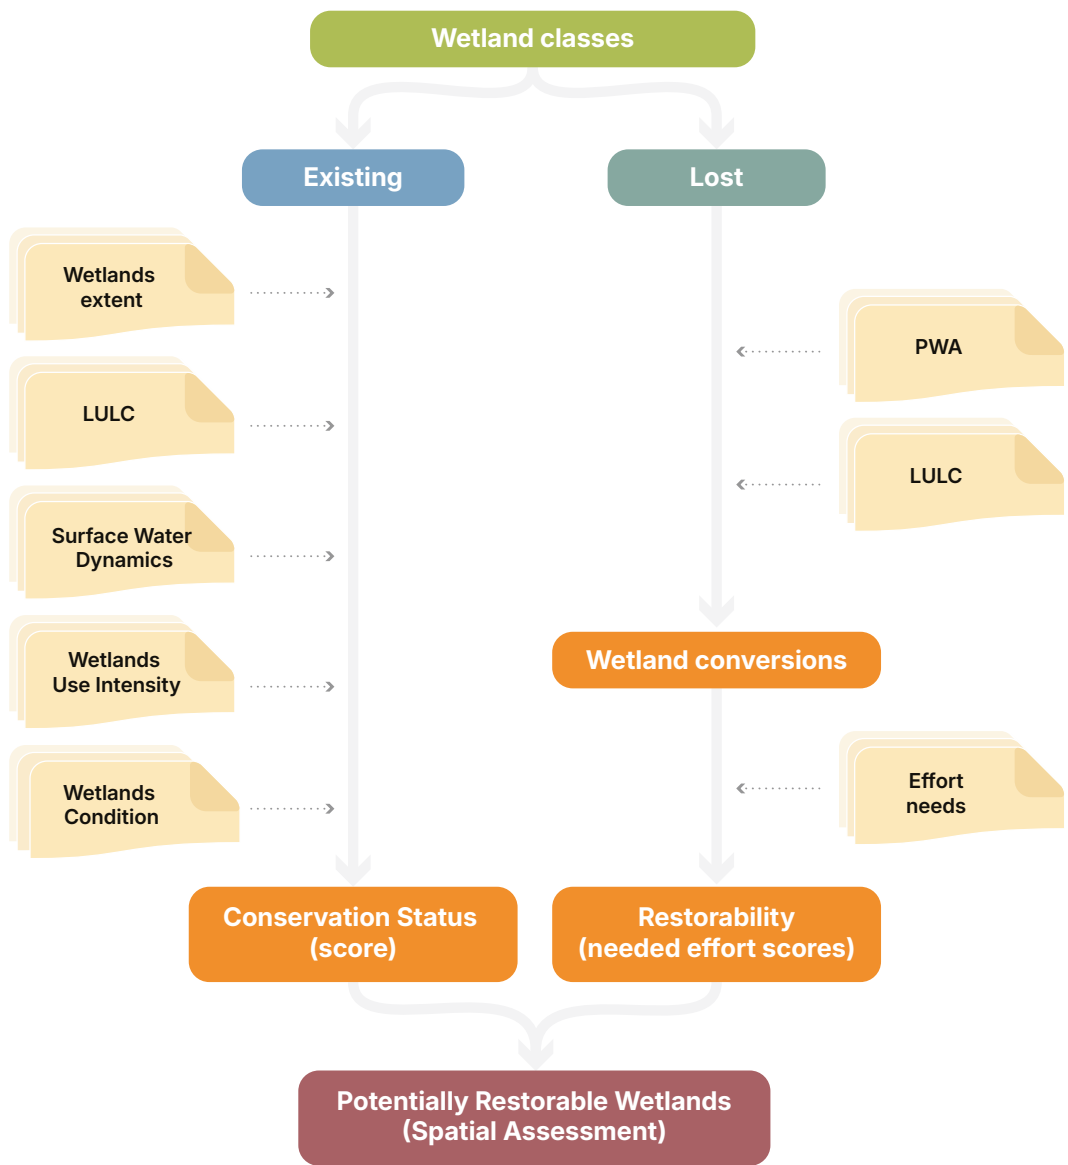 Wetland classes
Existing
Lost
Wetlands
extent
LULC
Surface Water
Dynamics
Wetlands
Use Intensity
Wetlands
Condition
PWA
LULC
Wetland conversions
Effort
needs
Conservation Status
(score)
Restorability
(needed effort scores)
Potentially Restorable Wetlands
(Spatial Assessment)